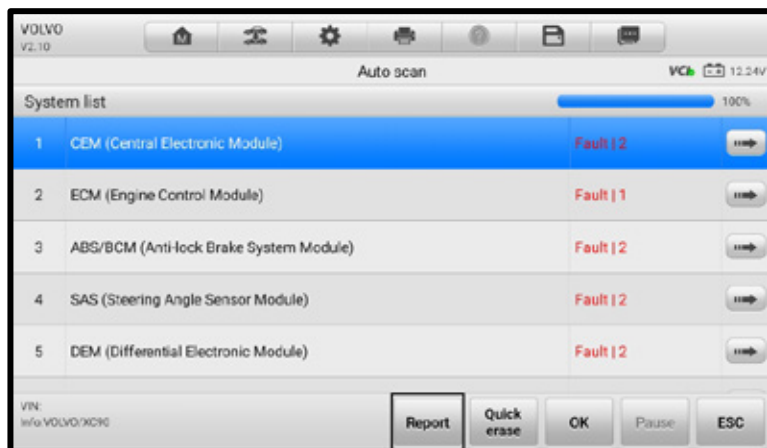 VOLVO
V2.10
Auto scan
VCI 12.24V
System list 100%
1 CEM (Central Electronic Module) Fault | 2
2 ECM (Engine Control Module) Fault | 1
3 ABS/BCM (Anti-lock Brake System Module) Fault | 2
4 SAS (Steering Angle Sensor Module) Fault | 2
5 DEM (Differential Electronic Module) Fault | 2
VIN:
Info:VOLVO/XC90
Report
Quick
erase
OK
Pause
ESC